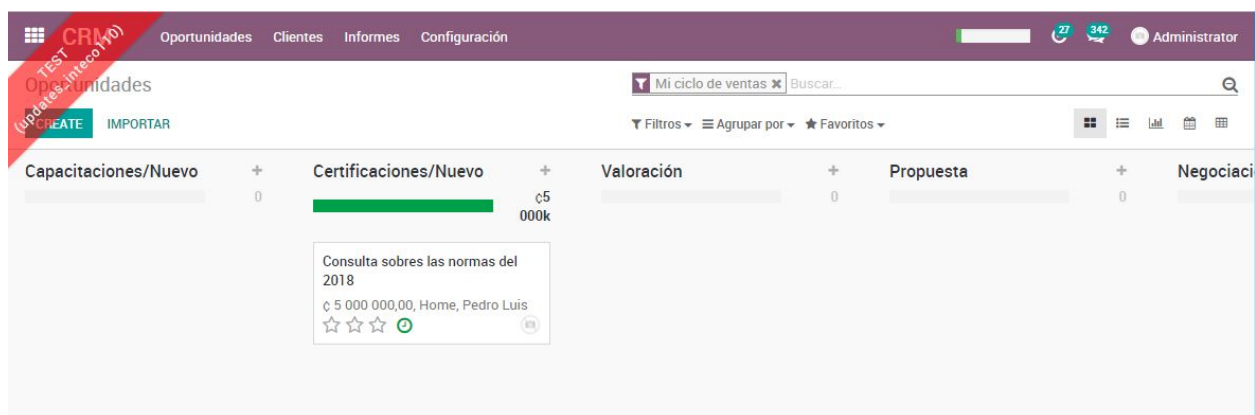 CRM Oportunidades Clientes Informes Configuración 27 342 Administrator
TEST
(updates_inteco110)
Oportunidades
Mi ciclo de ventas Buscar...
CREATE IMPORTAR Filtros Agrupar por Favoritos
Capacitaciones/Nuevo + Certificaciones/Nuevo + Valoración + Propuesta + Negociaci
0 ¢5 0 0
000k
Consulta sobres las normas del
2018
¢ 5 000 000,00, Home, Pedro Luis